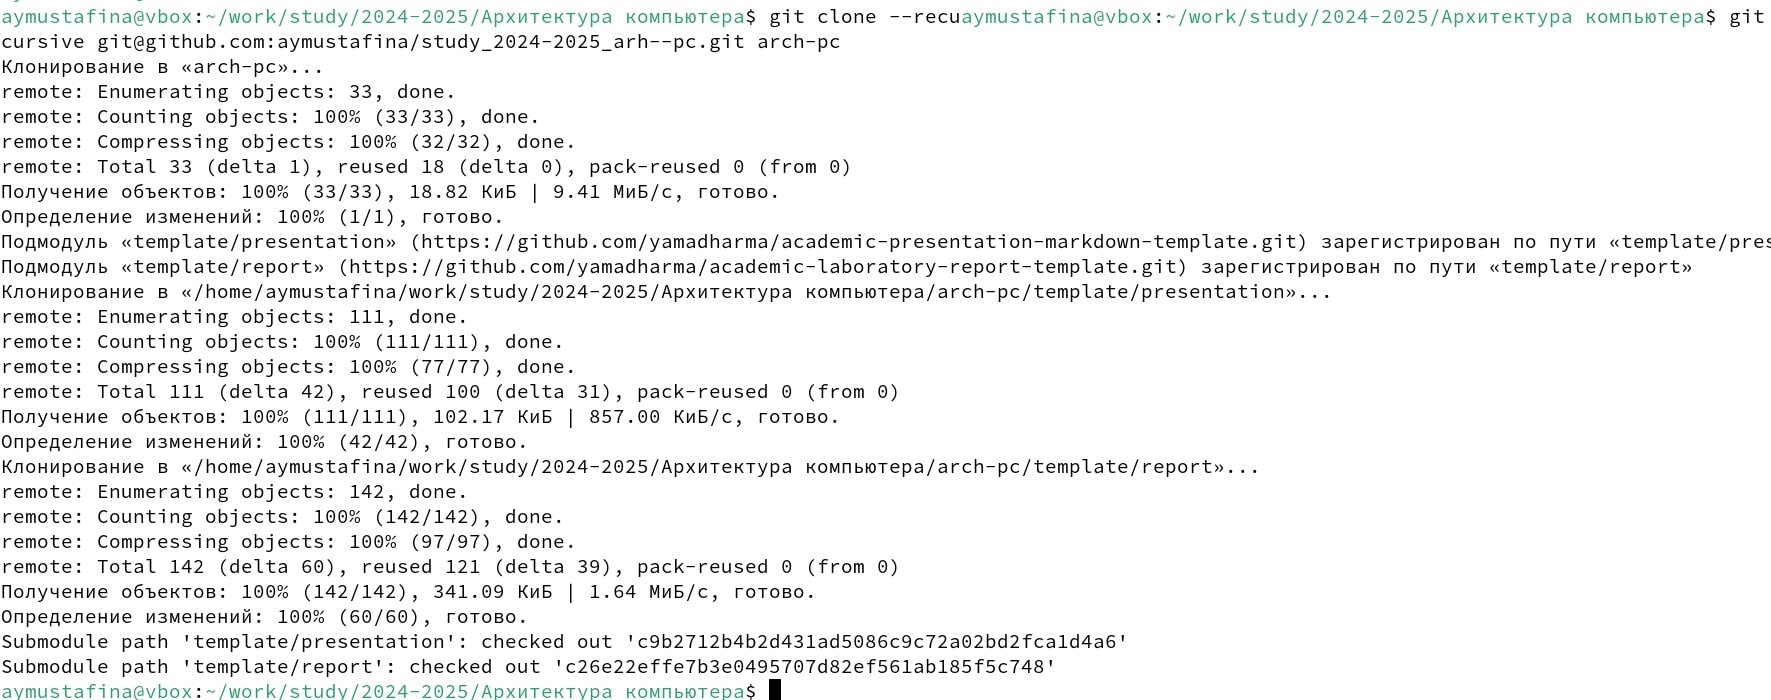 aymustafina@vbox:~/work/study/2024-2025/Архитектура компьютера$ git clone --recuaymustafina@vbox:~/work/study/2024-2025/Архитектура компьютера$ git
cursive git@github.com:aymustafina/study_2024-2025_arh--pc.git arch-pc
Клонирование в «arch-pc»...
remote: Enumerating objects: 33, done.
remote: Counting objects: 100% (33/33), done.
remote: Compressing objects: 100% (32/32), done.
remote: Total 33 (delta 1), reused 18 (delta 0), pack-reused 0 (from 0)
Получение объектов: 100% (33/33), 18.82 КиБ | 9.41 МиБ/с, готово.
Определение изменений: 100% (1/1), готово.
Подмодуль «template/presentation» (https://github.com/yamadharma/academic-presentation-markdown-template.git) зарегистрирован по пути «template/pres
Подмодуль «template/report» (https://github.com/yamadharma/academic-laboratory-report-template.git) зарегистрирован по пути «template/report»
Клонирование в «/home/aymustafina/work/study/2024-2025/Архитектура компьютера/arch-pc/template/presentation»...
remote: Enumerating objects: 111, done.
remote: Counting objects: 100% (111/111), done.
remote: Compressing objects: 100% (77/77), done.
remote: Total 111 (delta 42), reused 100 (delta 31), pack-reused 0 (from 0)
Получение объектов: 100% (111/111), 102.17 КиБ | 857.00 КиБ/с, готово.
Определение изменений: 100% (42/42), готово.
Клонирование в «/home/aymustafina/work/study/2024-2025/Архитектура компьютера/arch-pc/template/report»...
remote: Enumerating objects: 142, done.
remote: Counting objects: 100% (142/142), done.
remote: Compressing objects: 100% (97/97), done.
remote: Total 142 (delta 60), reused 121 (delta 39), pack-reused 0 (from 0)
Получение объектов: 100% (142/142), 341.09 КиБ | 1.64 МиБ/с, готово.
Определение изменений: 100% (60/60), готово.
Submodule path 'template/presentation': checked out 'c9b2712b4b2d431ad5086c9c72a02bd2fca1d4a6'
Submodule path 'template/report': checked out 'c26e22effe7b3e0495707d82ef561ab185f5c748'
aymustafina@vbox:~/work/study/2024-2025/Архитектура компьютера$